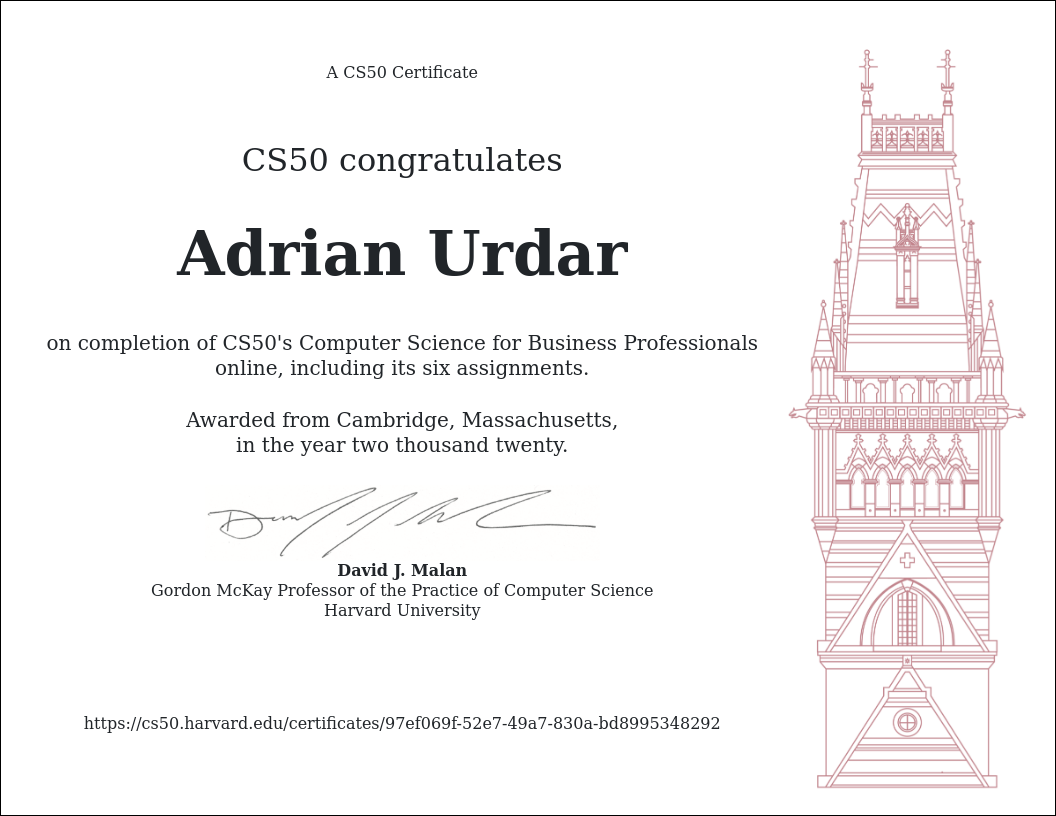 A CS50 Certificate
CS50 congratulates
Adrian Urdar
on completion of CS50's Computer Science for Business Professionals
online, including its six assignments.
Awarded from Cambridge, Massachusetts,
in the year two thousand twenty.
David J. Malan
Gordon McKay Professor of the Practice of Computer Science
Harvard University
https://cs50.harvard.edu/certificates/97ef069f-52e7-49a7-830a-bd8995348292